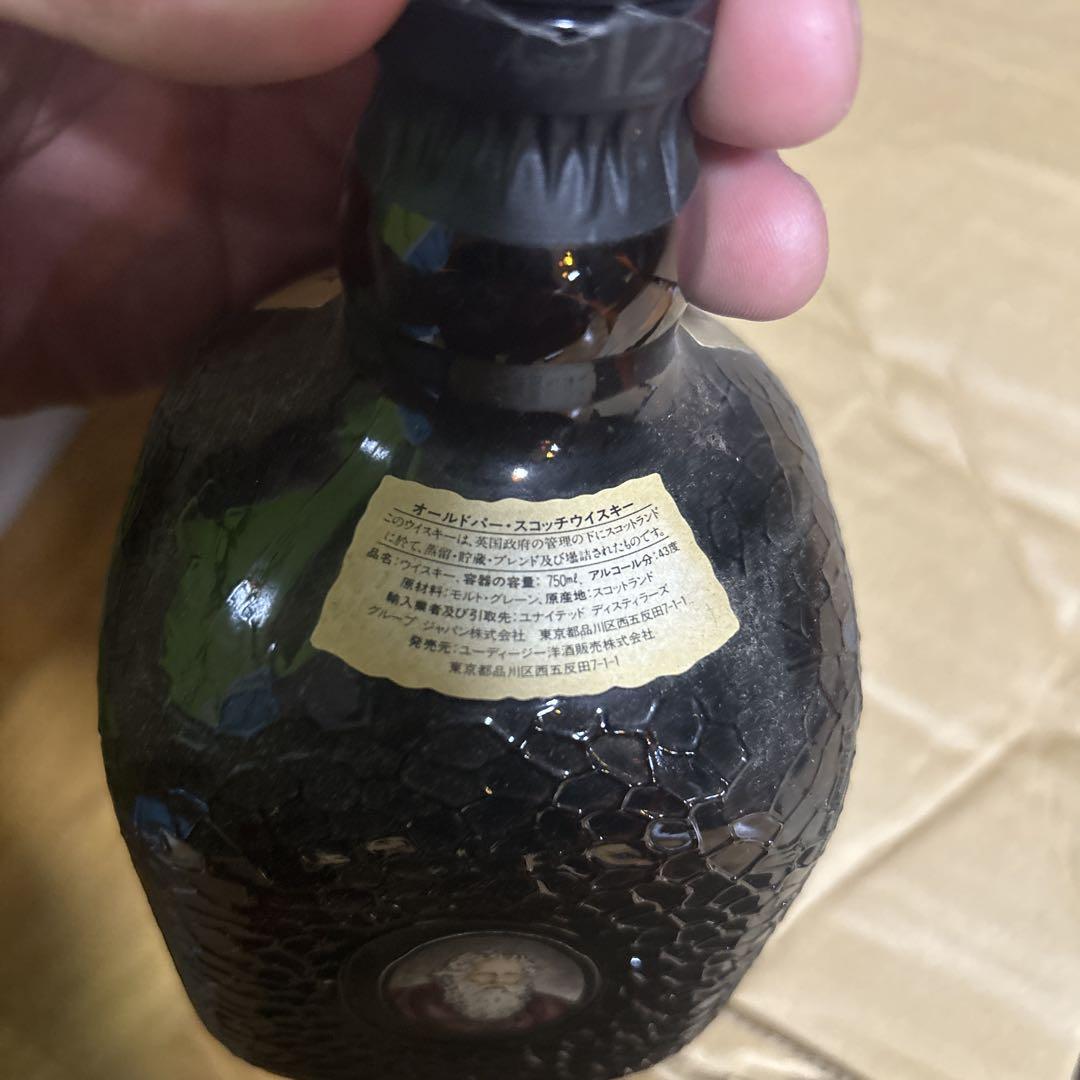 12
オールドパー・スコッチウイスキー
このウイスキーは、英国政府の管理の下にスコットランド
に於て、蒸留・貯蔵・ブレンド及び壜詰されたものです。
品名:ウイスキー、容器の容量: 750ml、アルコール分:43度
原材料:モルト・グレーン、原産地:スコットランド
輸入業者及び引取先:ユナイテッド ディスティラーズ
グループ ジャパン株式会社 東京都品川区西五反田7-1-1
発売元:ユーディージー洋酒販売株式会社
東京都品川区西五反田7-1-1